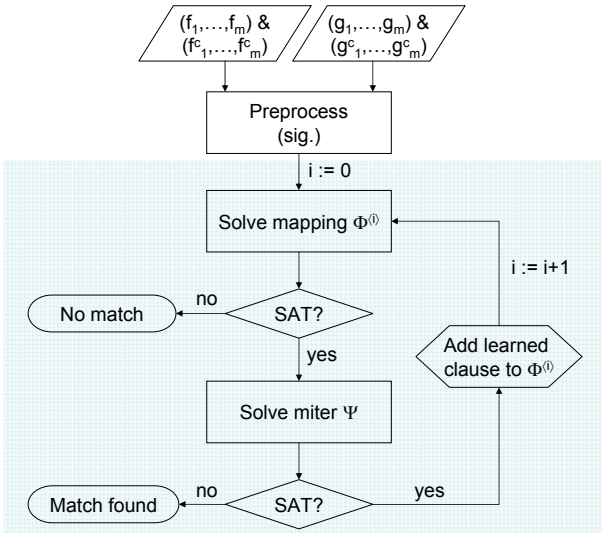 (f₁,…,fₘ) &
(fᶜ₁,…,fᶜₘ)
(g₁,…,gₘ) &
(gᶜ₁,…,gᶜₘ)
Preprocess
(sig.)
i := 0
Solve mapping Φ⟨i⟩
i := i+1
SAT?
no
No match
yes
Add learned
clause to Φ⟨i⟩
Solve miter Ψ
SAT?
no
Match found
yes